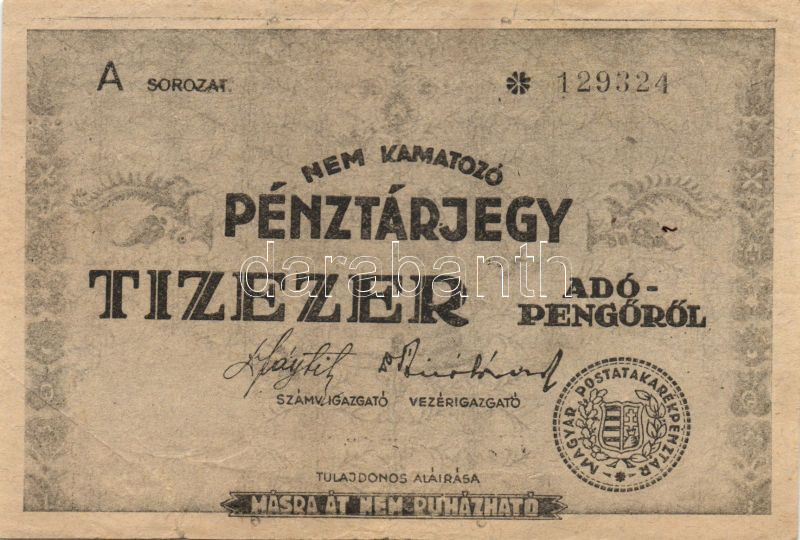 A SOROZAT. * 129324
NEM KAMATOZÓ
PÉNZTÁRJEGY
TIZEZER ADÓ-
PENGŐRŐL
darabanth
SZÁMV. IGAZGATÓ VEZÉRIGAZGATÓ
MAGYAR POSTATAKARÉKPÉNZTÁR
TULAJDONOS ALÁIRÁSA
MÁSRA ÁT NEM RUHÁZHATÓ